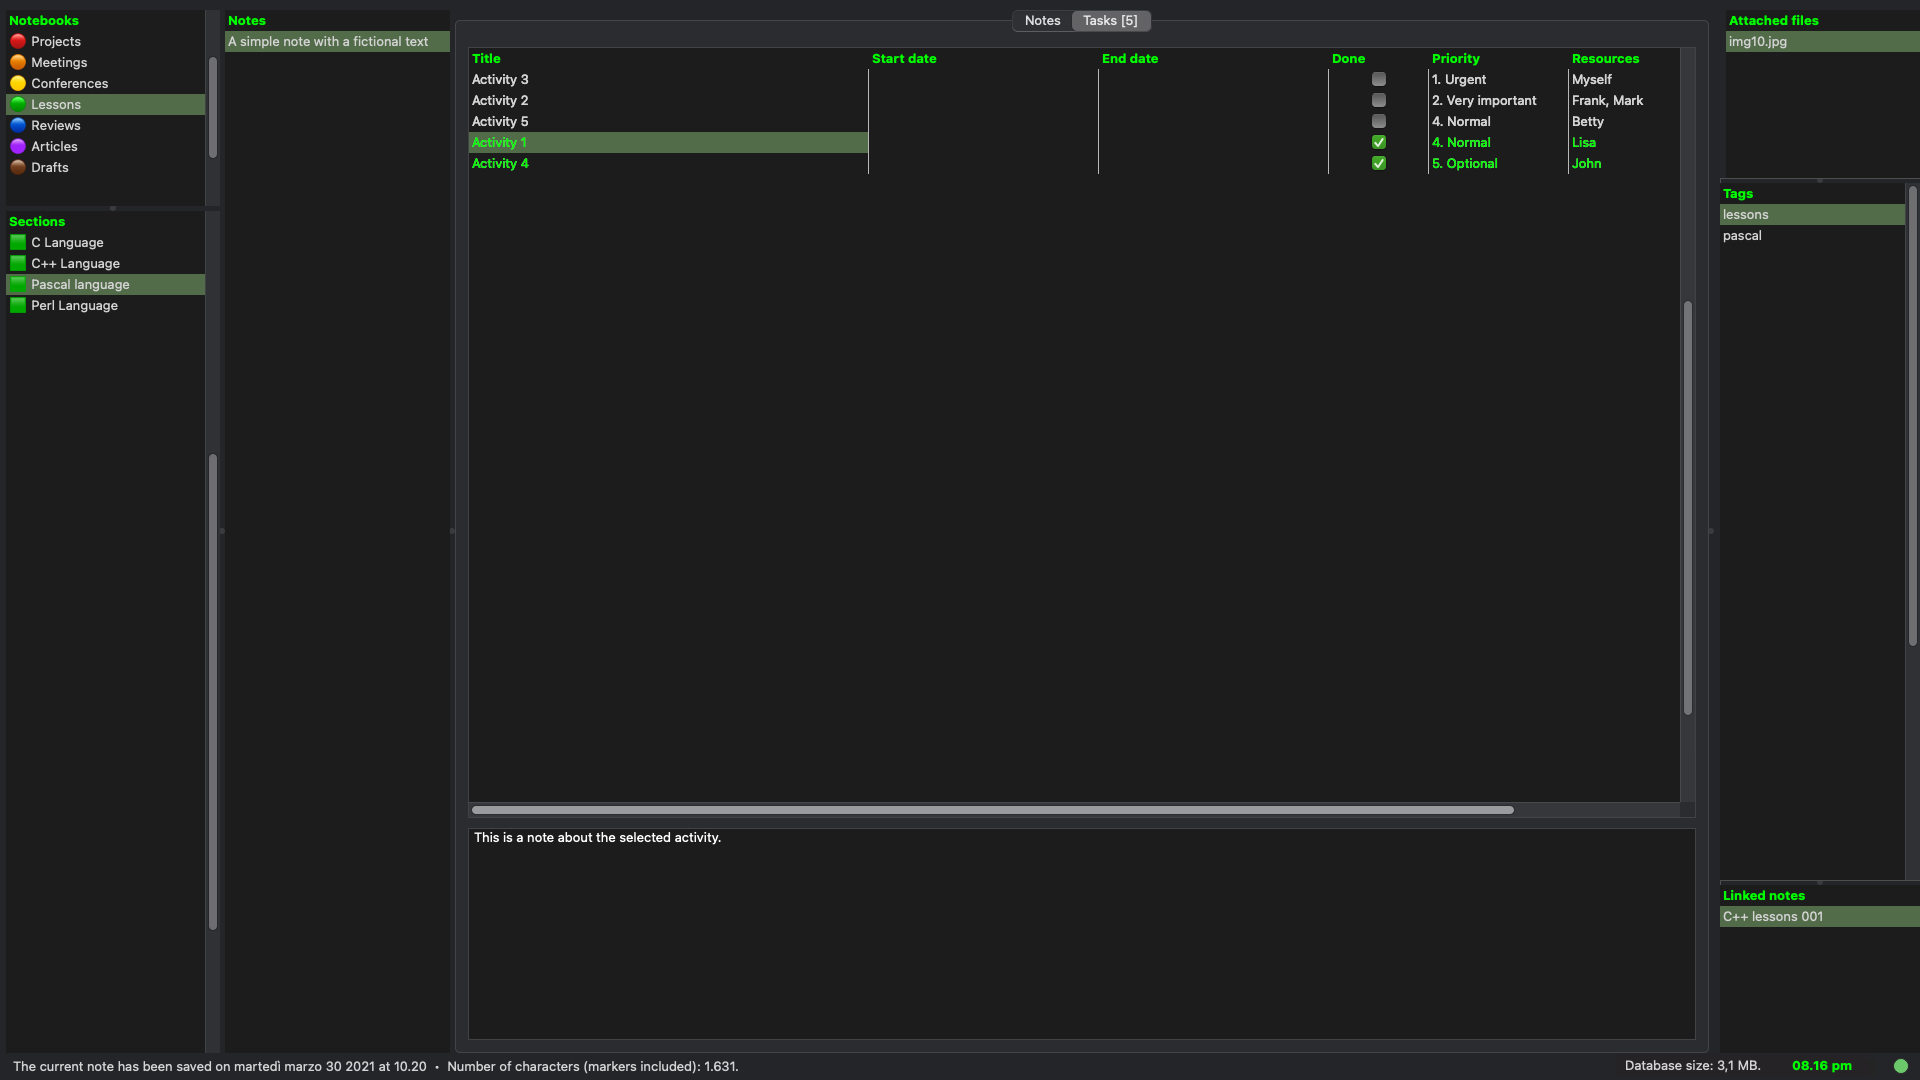 Notebooks
Projects
Meetings
Conferences
Lessons
Reviews
Articles
Drafts
Sections
C Language
C++ Language
Pascal language
Perl Language
Notes
A simple note with a fictional text
Notes Tasks [5]
Title Start date End date Done Priority Resources
Activity 3 1. Urgent Myself
Activity 2 2. Very important Frank, Mark
Activity 5 4. Normal Betty
Activity 1 4. Normal Lisa
Activity 4 5. Optional John
This is a note about the selected activity.
Attached files
img10.jpg
Tags
lessons
pascal
Linked notes
C++ lessons 001
The current note has been saved on martedì marzo 30 2021 at 10.20 • Number of characters (markers included): 1.631.
Database size: 3,1 MB. 08.16 pm